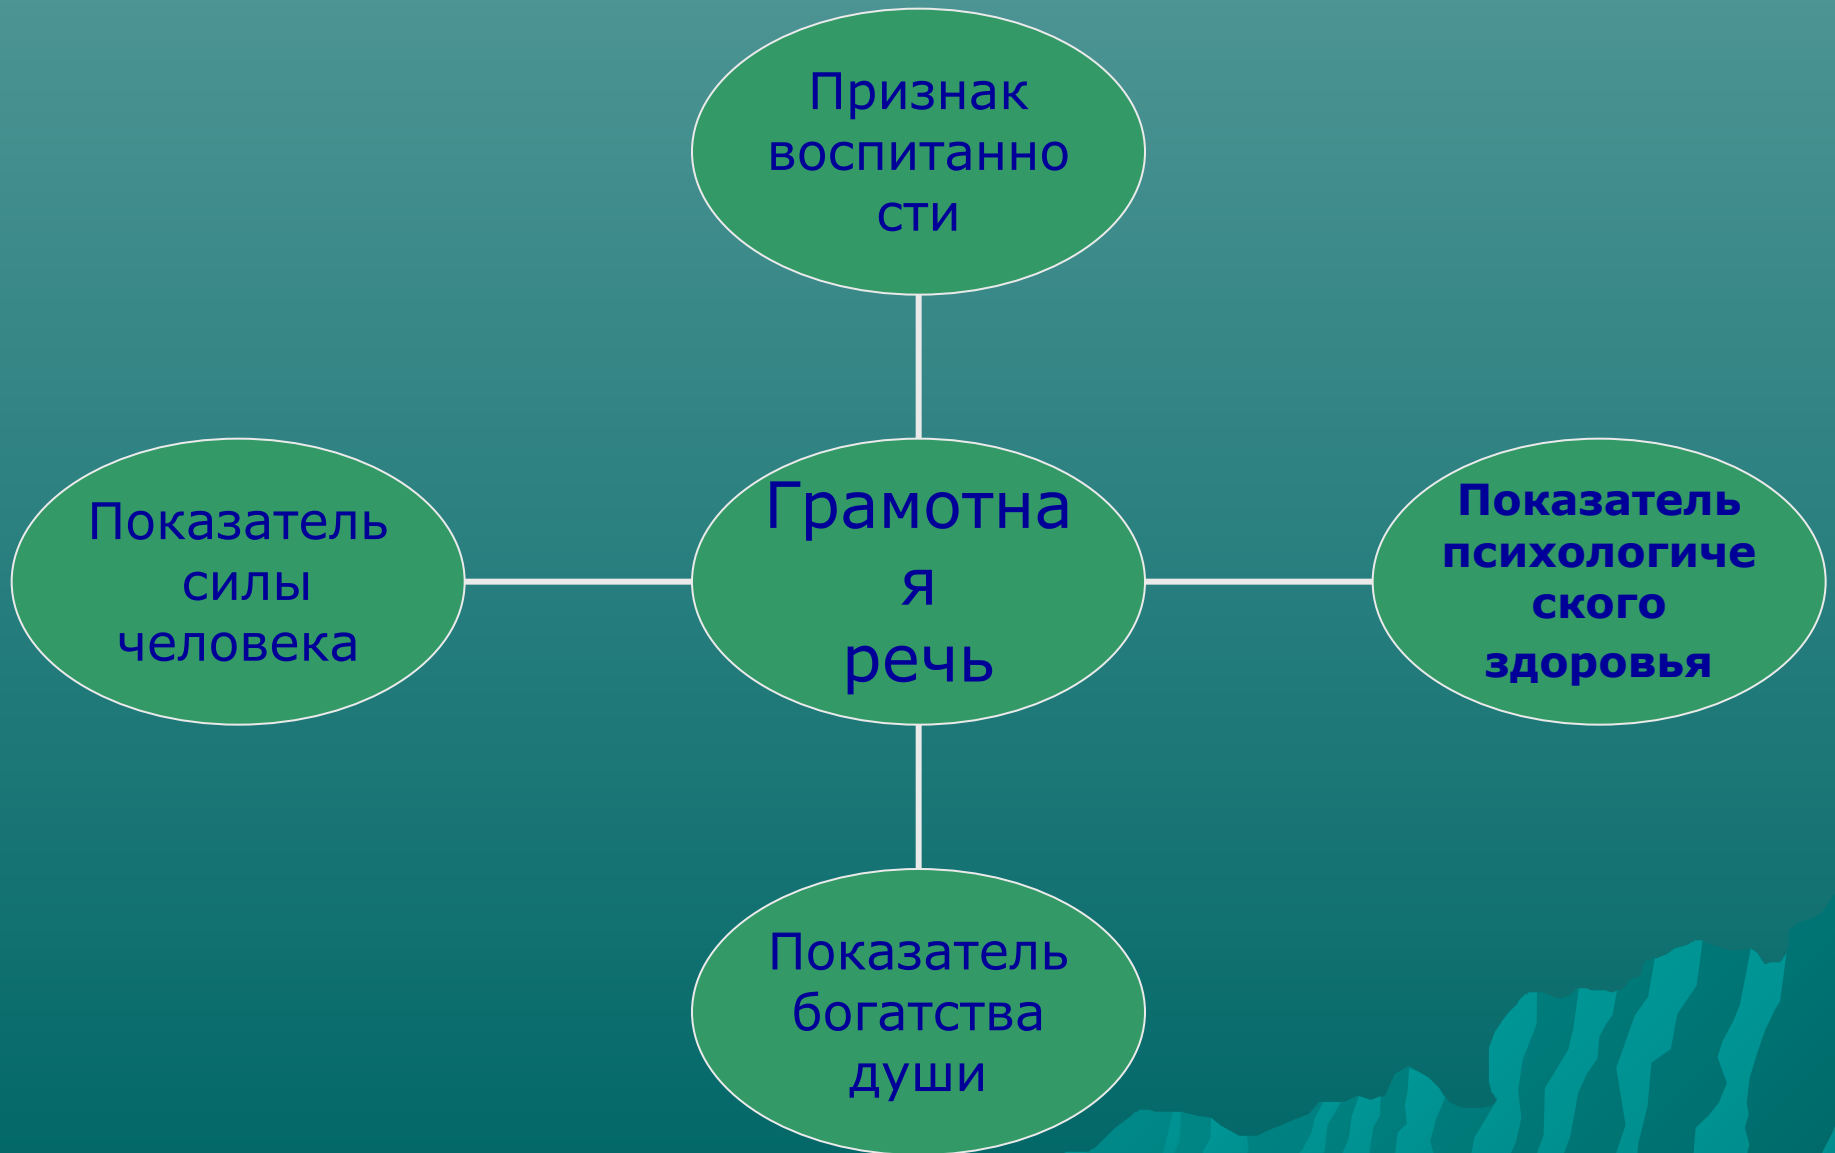 Признак
воспитанно
сти
Показатель
силы
человека
Грамотна
я
речь
Показатель
психологиче
ского
здоровья
Показатель
богатства
души